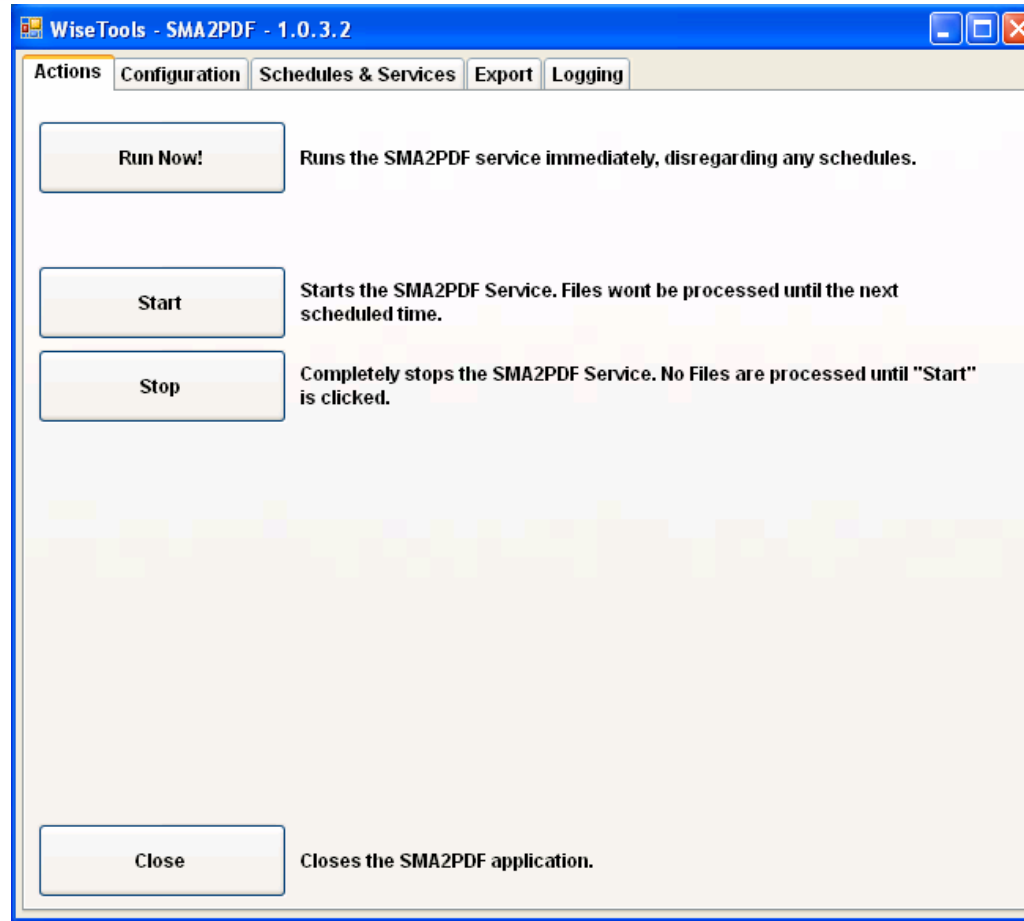 WiseTools - SMA2PDF - 1.0.3.2
Actions Configuration Schedules & Services Export Logging
Run Now! Runs the SMA2PDF service immediately, disregarding any schedules.
Start Starts the SMA2PDF Service. Files wont be processed until the next
scheduled time.
Stop Completely stops the SMA2PDF Service. No Files are processed until "Start"
is clicked.
Close Closes the SMA2PDF application.